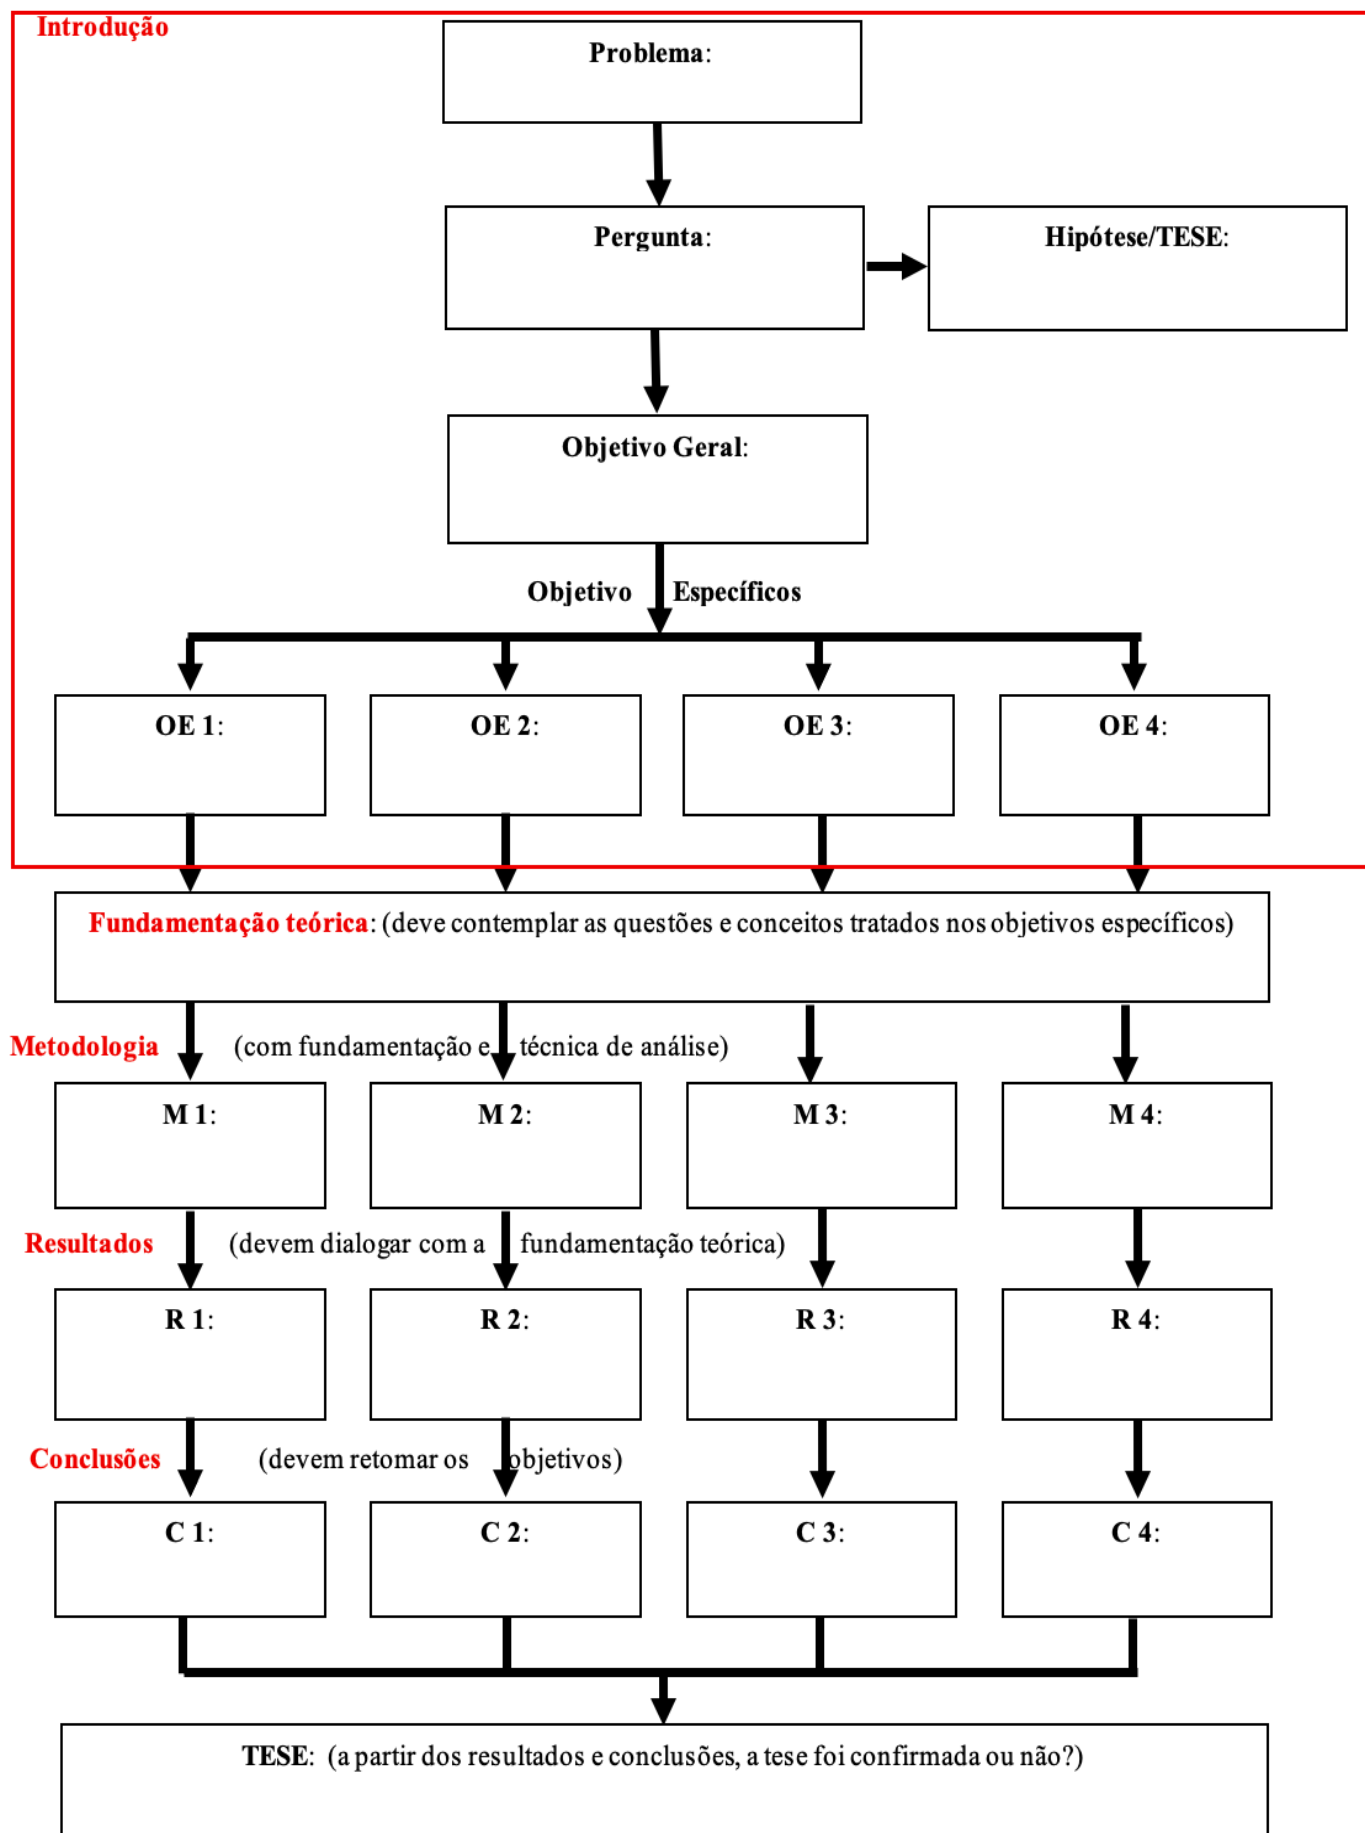 Introdução
Problema:
Pergunta:
Hipótese/TESE:
Objetivo Geral:
Objetivo Específicos
OE 1:
OE 2:
OE 3:
OE 4:
Fundamentação teórica: (deve contemplar as questões e conceitos tratados nos objetivos específicos)
Metodologia (com fundamentação e técnica de análise)
M 1:
M 2:
M 3:
M 4:
Resultados (devem dialogar com a fundamentação teórica)
R 1:
R 2:
R 3:
R 4:
Conclusões (devem retomar os objetivos)
C 1:
C 2:
C 3:
C 4:
TESE: (a partir dos resultados e conclusões, a tese foi confirmada ou não?)